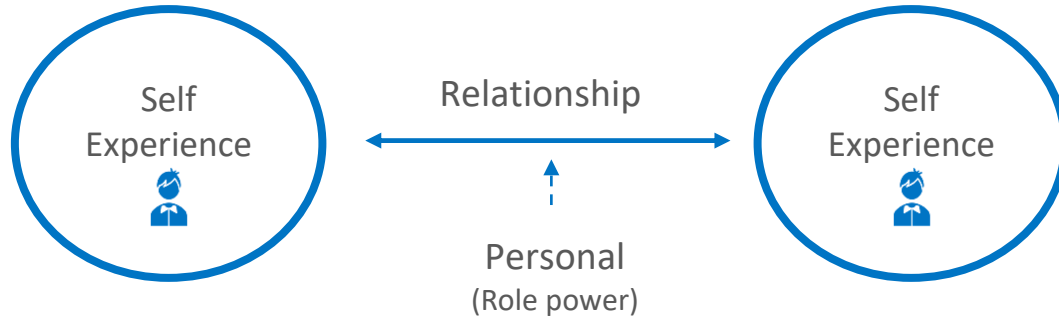 Self
Experience
Relationship
Self
Experience
Personal
(Role power)